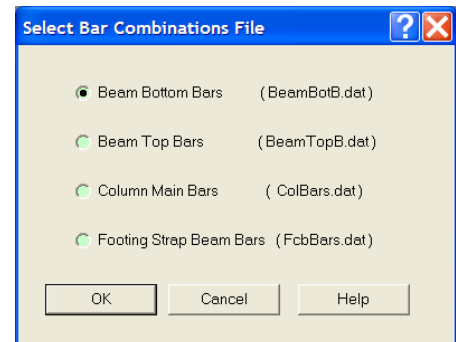 Select Bar Combinations File
Beam Bottom Bars ( BeamBotB.dat )
Beam Top Bars ( BeamTopB.dat )
Column Main Bars ( ColBars.dat )
Footing Strap Beam Bars ( FcbBars.dat )
OK Cancel Help